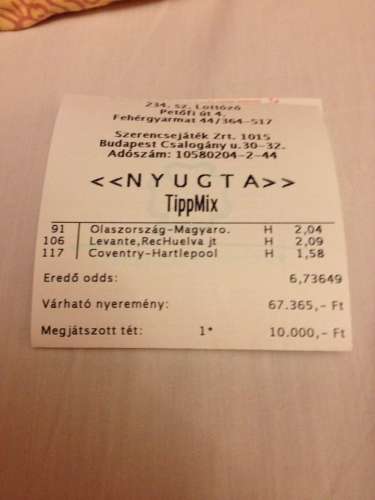 234. sz. Lottózó
Petőfi út 4.
Fehérgyarmat 44/364-517
Szerencsejáték Zrt. 1015
Budapest Csalogány u.30-32.
Adószám: 10580204-2-44
<<NYUGTA>>
TippMix
91 Olaszország-Magyaro. H 2,04
106 Levante,RecHuelva jt H 2,09
117 Coventry-Hartlepool H 1,58
Eredő odds: 6,73649
Várható nyeremény: 67.365,- Ft
Megjátszott tét: 1* 10.000,- Ft